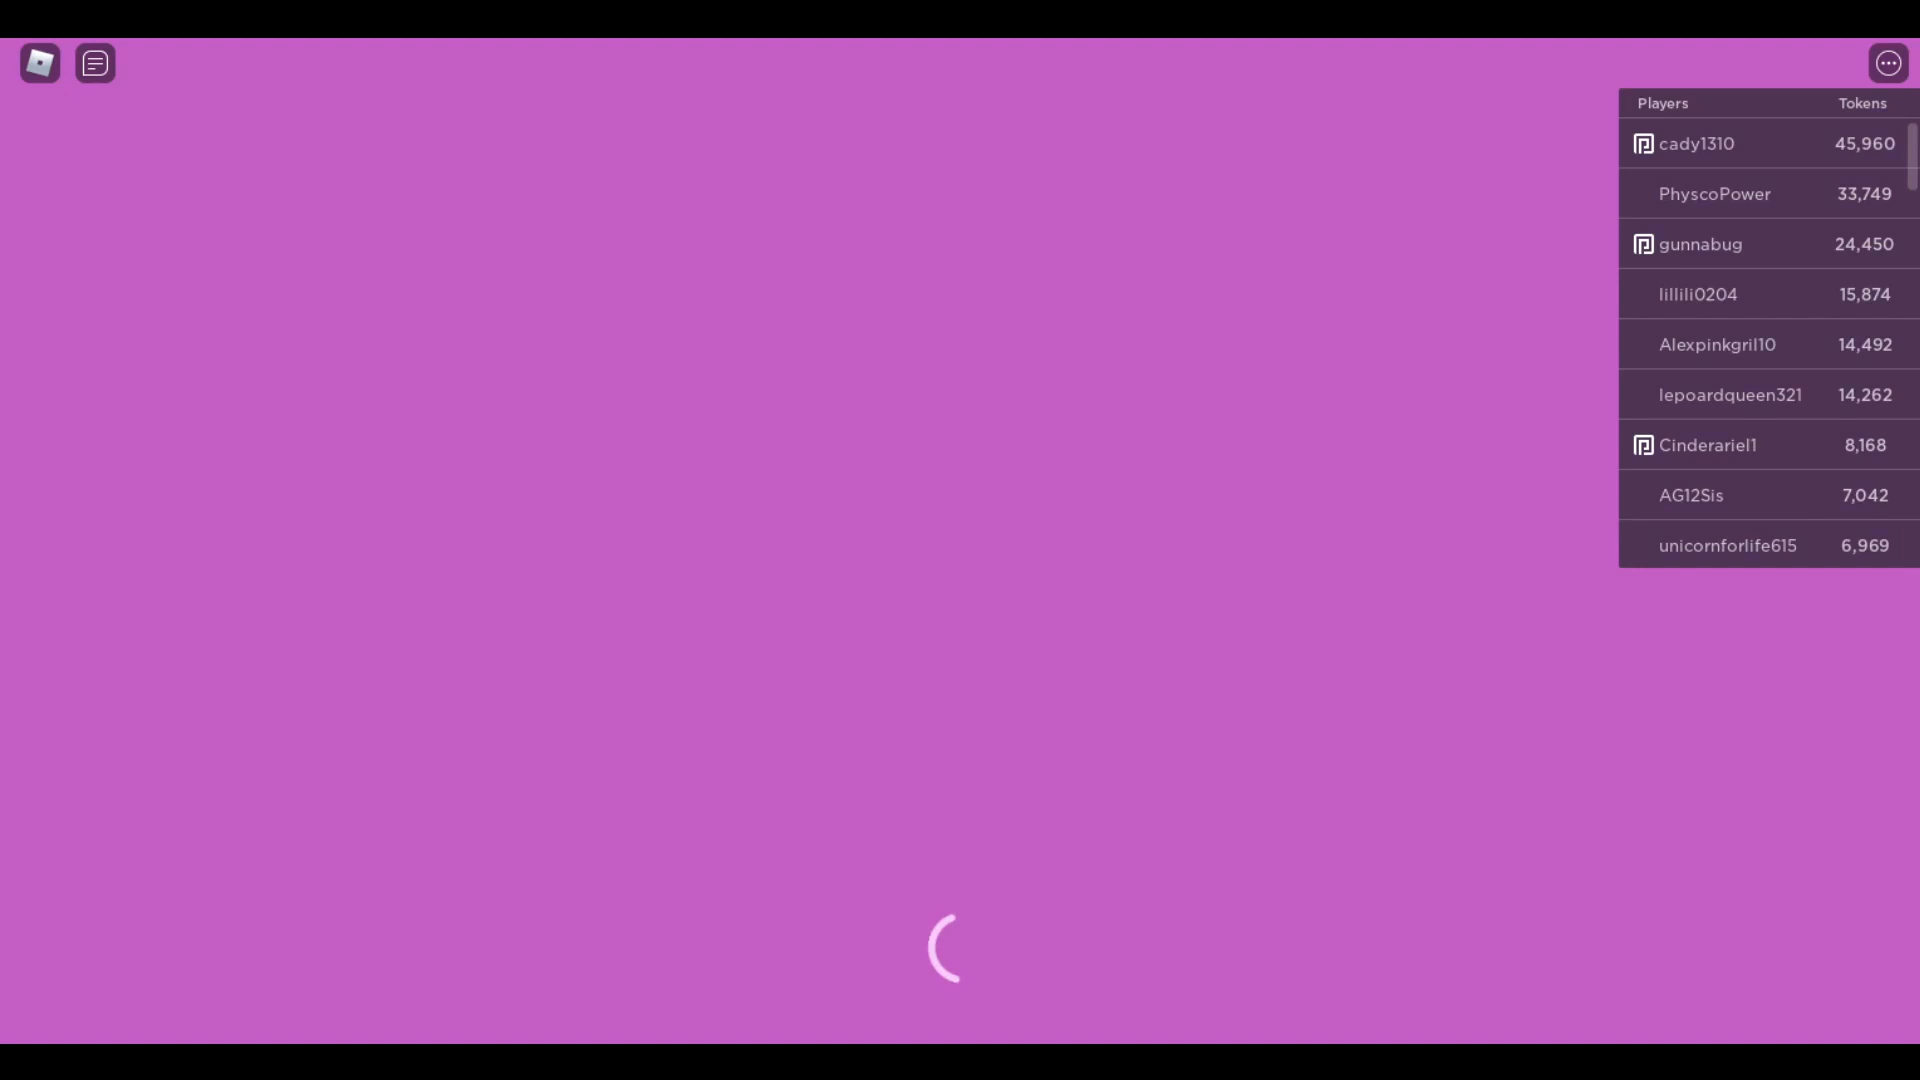 Players Tokens
cady1310 45,960
PhyscoPower 33,749
gunnabug 24,450
lillili0204 15,874
Alexpinkgril10 14,492
lepoardqueen321 14,262
Cinderariel1 8,168
AG12Sis 7,042
unicornforlife615 6,969